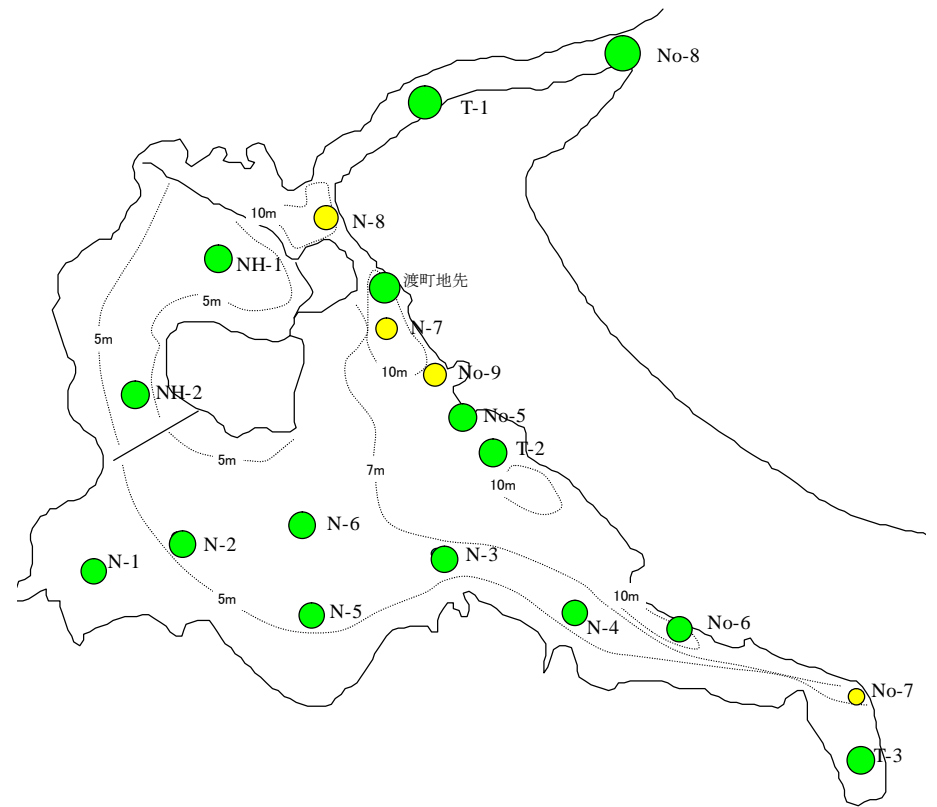 No-8
T-1
10m
N-8
NH-1
渡町地先
5m
N-7
5m
10m
No-9
NH-2
No-5
T-2
5m
7m
10m
N-6
N-2
N-3
N-1
5m
10m
N-5
N-4
No-6
No-7
T-3